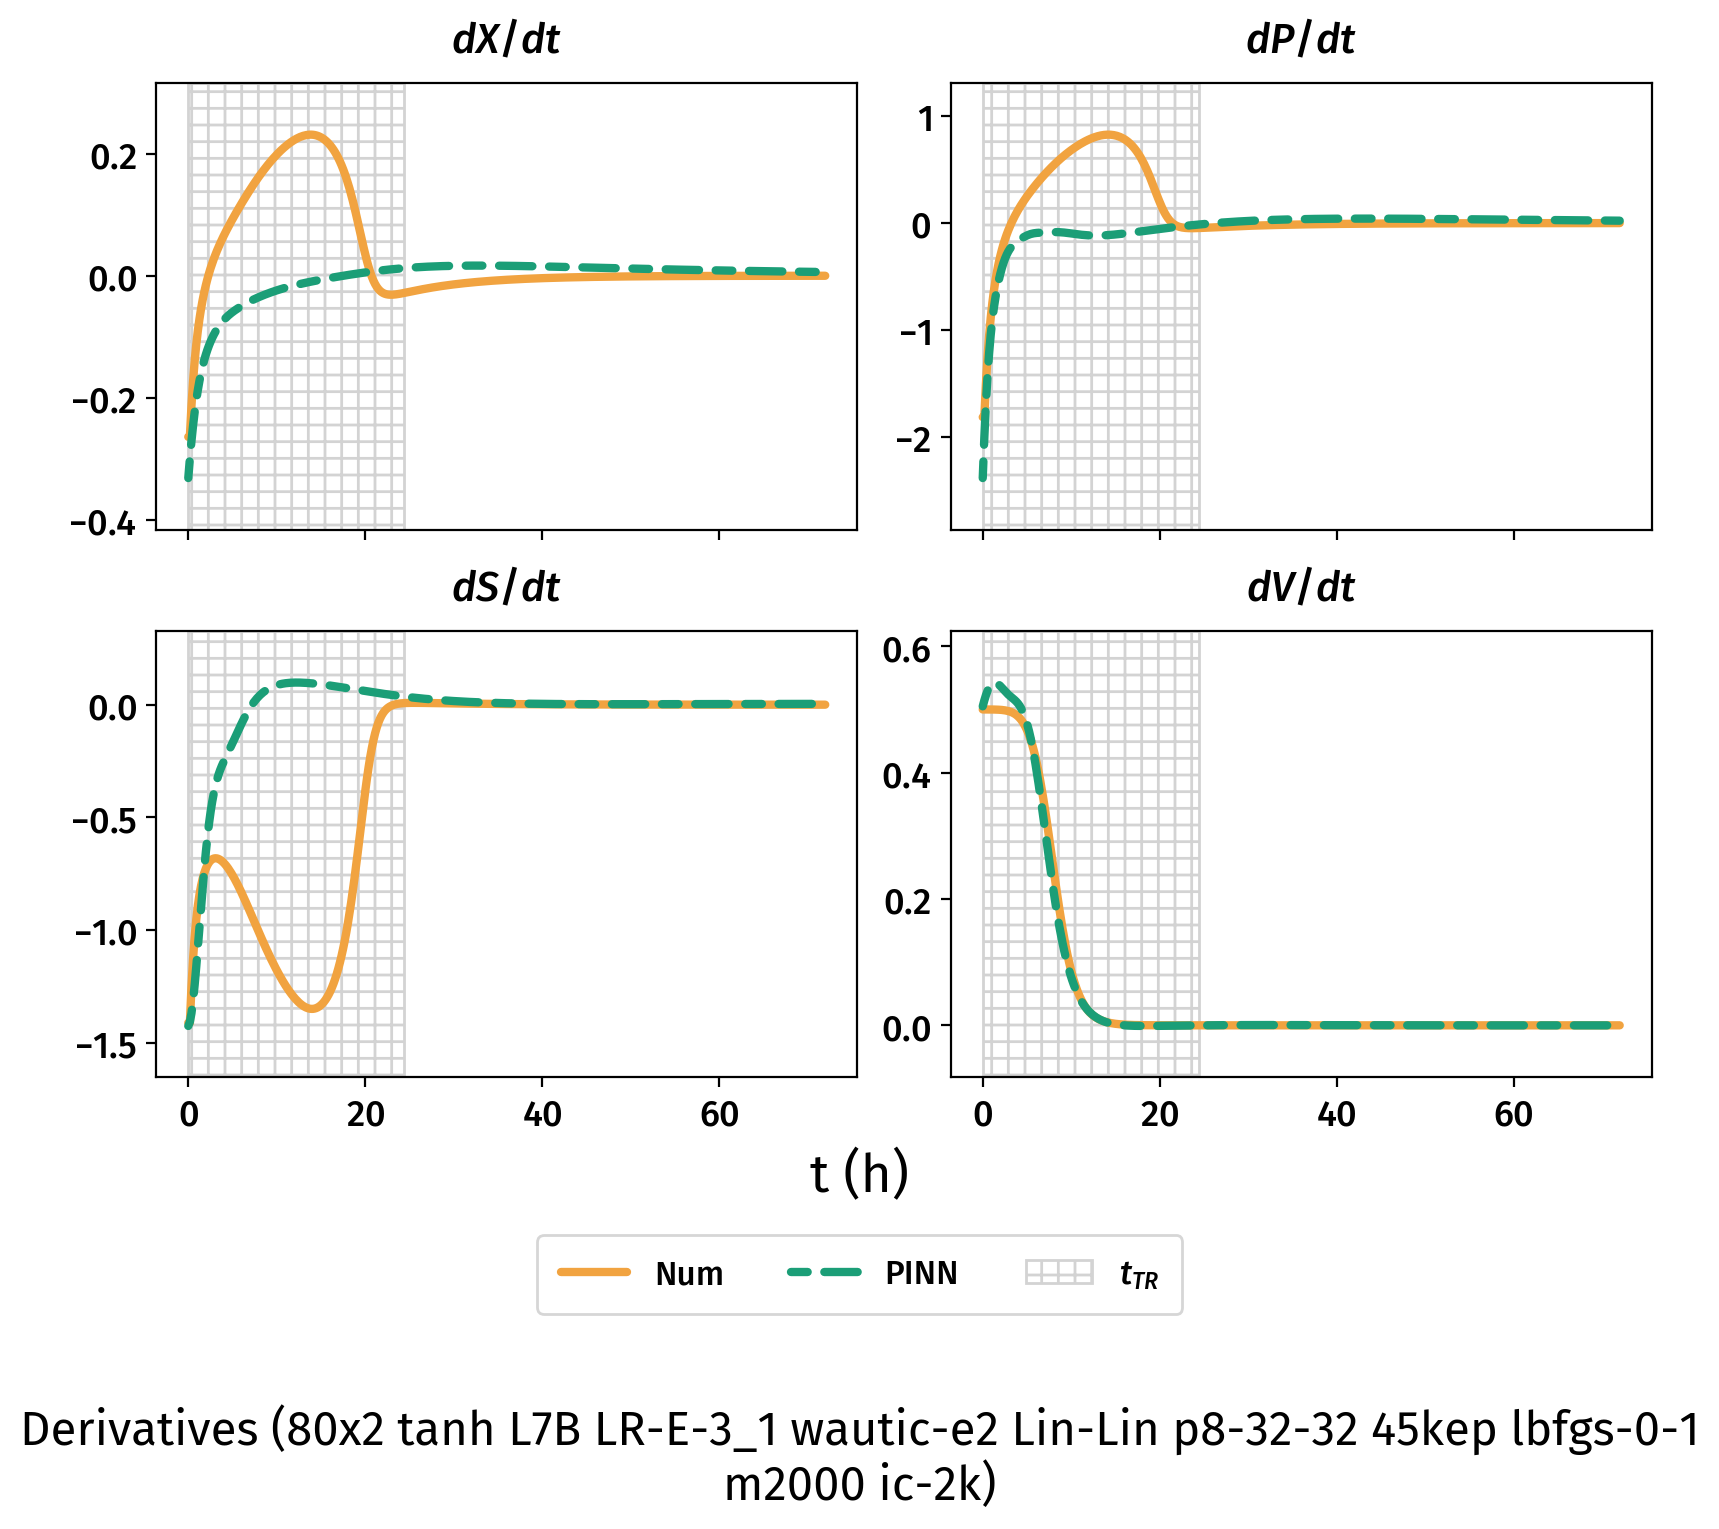 dX/dt
dP/dt
0.2
0.0
−0.2
−0.4
1
0
−1
−2
dS/dt
dV/dt
0.0
−0.5
−1.0
−1.5
0.6
0.4
0.2
0.0
0 20 40 60
0 20 40 60
t (h)
Num PINN tTR
Derivatives (80x2 tanh L7B LR-E-3_1 wautic-e2 Lin-Lin p8-32-32 45kep lbfgs-0-1
m2000 ic-2k)